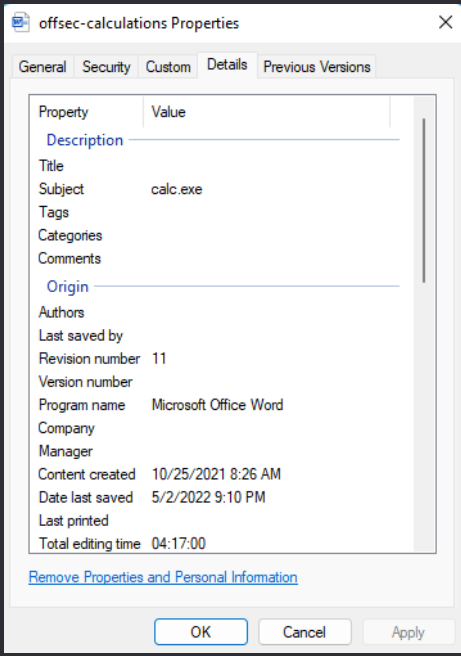 offsec-calculations Properties
General Security Custom Details Previous Versions
Property Value
Description
Title
Subject calc.exe
Tags
Categories
Comments
Origin
Authors
Last saved by
Revision number 11
Version number
Program name Microsoft Office Word
Company
Manager
Content created 10/25/2021 8:26 AM
Date last saved 5/2/2022 9:10 PM
Last printed
Total editing time 04:17:00
Remove Properties and Personal Information
OK Cancel Apply